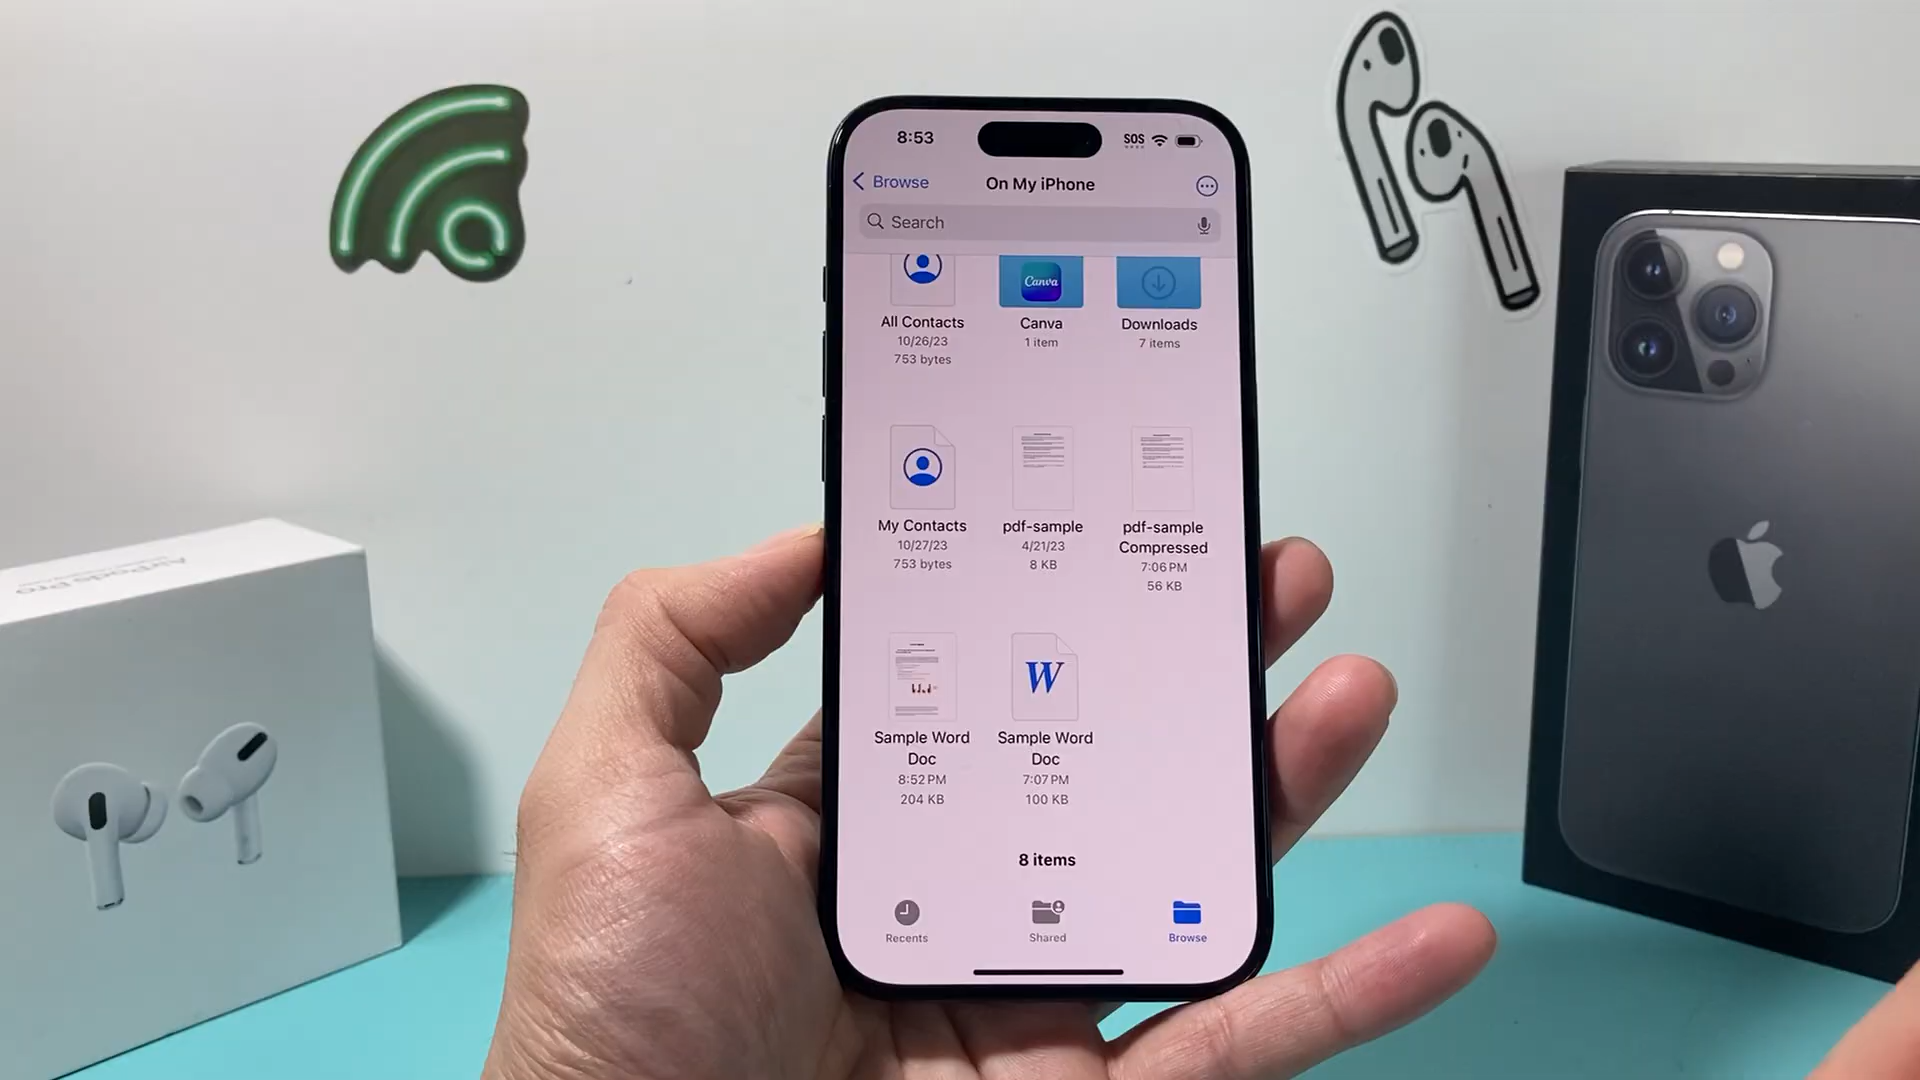 8:53
SOS
Browse
On My iPhone
Search
Canva
All Contacts
10/26/23
753 bytes
Canva
1 item
Downloads
7 items
My Contacts
10/27/23
753 bytes
pdf-sample
4/21/23
8 KB
pdf-sample
Compressed
7:06 PM
56 KB
W
Sample Word
Doc
8:52 PM
204 KB
Sample Word
Doc
7:07 PM
100 KB
8 items
Recents
Shared
Browse
AirPods Pro